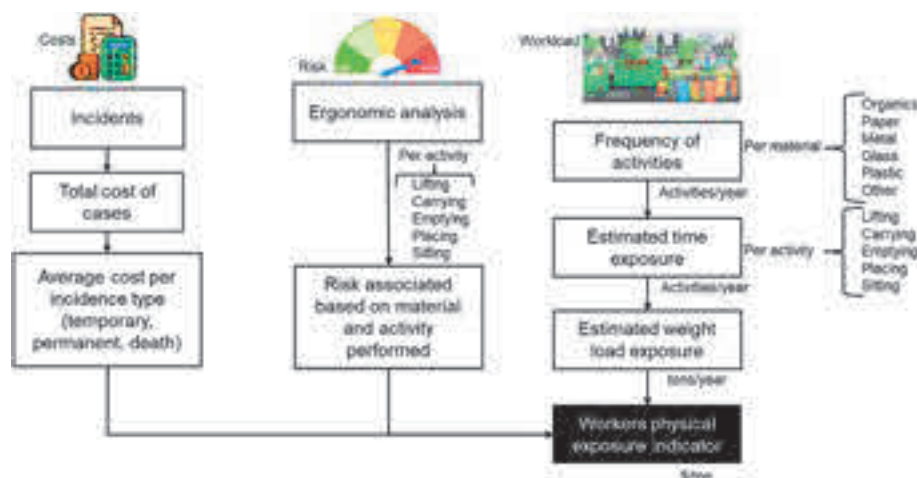 Costs
Incidents
Total cost of
cases
Average cost per
incidence type
(temporary,
permanent, death)
Risk
Ergonomic analysis
Per activity
Lifting
Carrying
Emptying
Placing
Sitting
Risk associated
based on material
and activity
performed
Workload
Frequency of
activities
Per material
Organics
Paper
Metal
Glass
Plastic
Other
Activities/year
Estimated time
exposure
Per activity
Lifting
Carrying
Emptying
Placing
Sitting
Activities/year
Estimated weight
load exposure
tons/year
Workers physical
exposure indicator